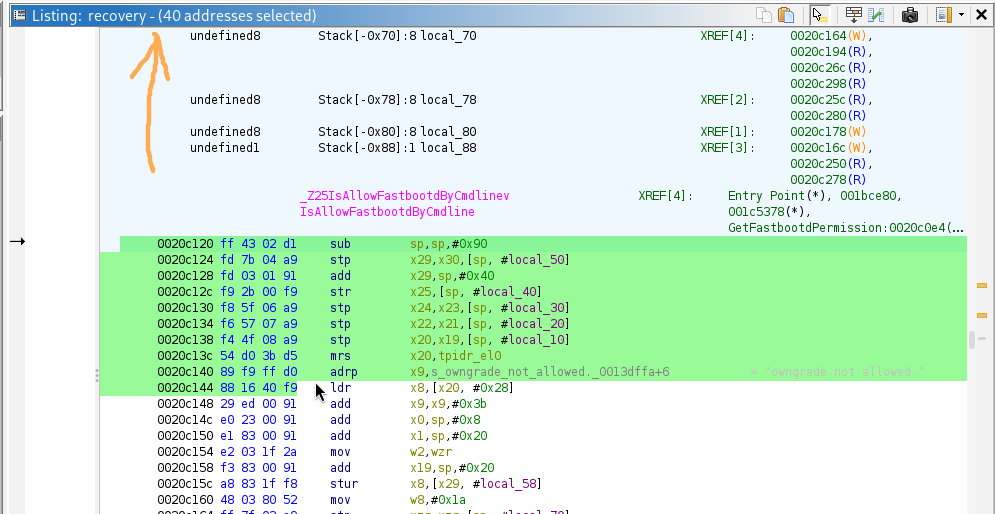 Listing: recovery - (40 addresses selected)
undefined8 Stack[-0x70]:8 local_70 XREF[4]: 0020c164(W),
0020c194(R),
0020c26c(R),
0020c298(R)
undefined8 Stack[-0x78]:8 local_78 XREF[2]: 0020c25c(R),
0020c280(R)
undefined8 Stack[-0x80]:8 local_80 XREF[1]: 0020c178(W)
undefined1 Stack[-0x88]:1 local_88 XREF[3]: 0020c16c(W),
0020c250(R),
0020c278(R)
_Z25IsAllowFastbootdByCmdlinev XREF[4]: Entry Point(*), 001bce80,
IsAllowFastbootdByCmdline 001c5378(*),
GetFastbootdPermission:0020c0e4(...
0020c120 ff 43 02 d1 sub sp,sp,#0x90
0020c124 fd 7b 04 a9 stp x29,x30,[sp, #local_50]
0020c128 fd 03 01 91 add x29,sp,#0x40
0020c12c f9 2b 00 f9 str x25,[sp, #local_40]
0020c130 f8 5f 06 a9 stp x24,x23,[sp, #local_30]
0020c134 f6 57 07 a9 stp x22,x21,[sp, #local_20]
0020c138 f4 4f 08 a9 stp x20,x19,[sp, #local_10]
0020c13c 54 d0 3b d5 mrs x20,tpidr_el0
0020c140 89 f9 ff d0 adrp x9,s_owngrade_not_allowed._0013dffa+6 = "owngrade not allowed."
0020c144 88 16 40 f9 ldr x8,[x20, #0x28]
0020c148 29 ed 00 91 add x9,x9,#0x3b
0020c14c e0 23 00 91 add x0,sp,#0x8
0020c150 e1 83 00 91 add x1,sp,#0x20
0020c154 e2 03 1f 2a mov w2,wzr
0020c158 f3 83 00 91 add x19,sp,#0x20
0020c15c a8 83 1f f8 stur x8,[x29, #local_58]
0020c160 48 03 80 52 mov w8,#0x1a